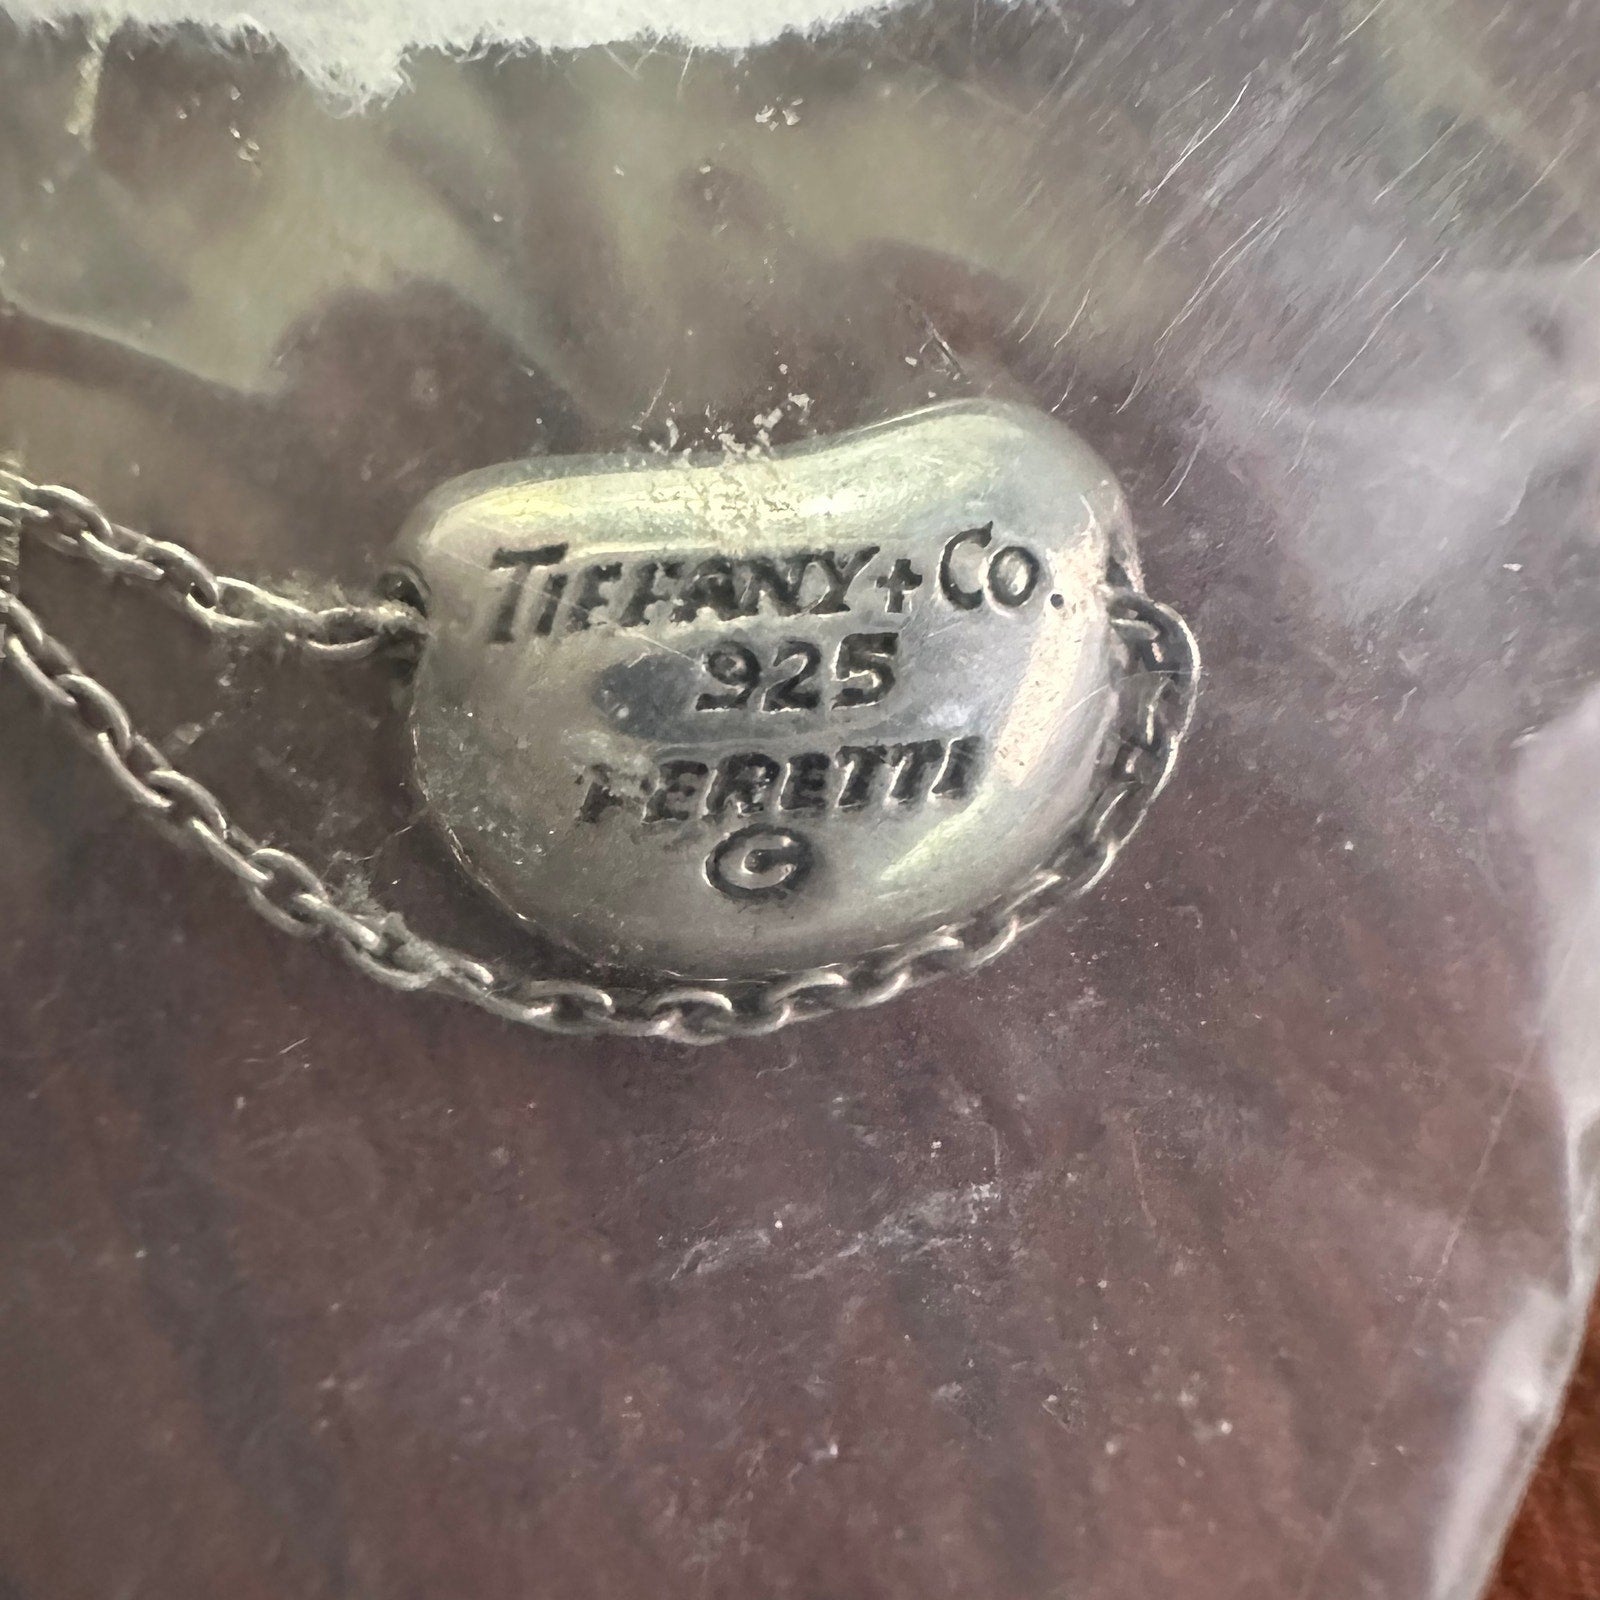 TIFFANY + CO.
925
PERETTI
©